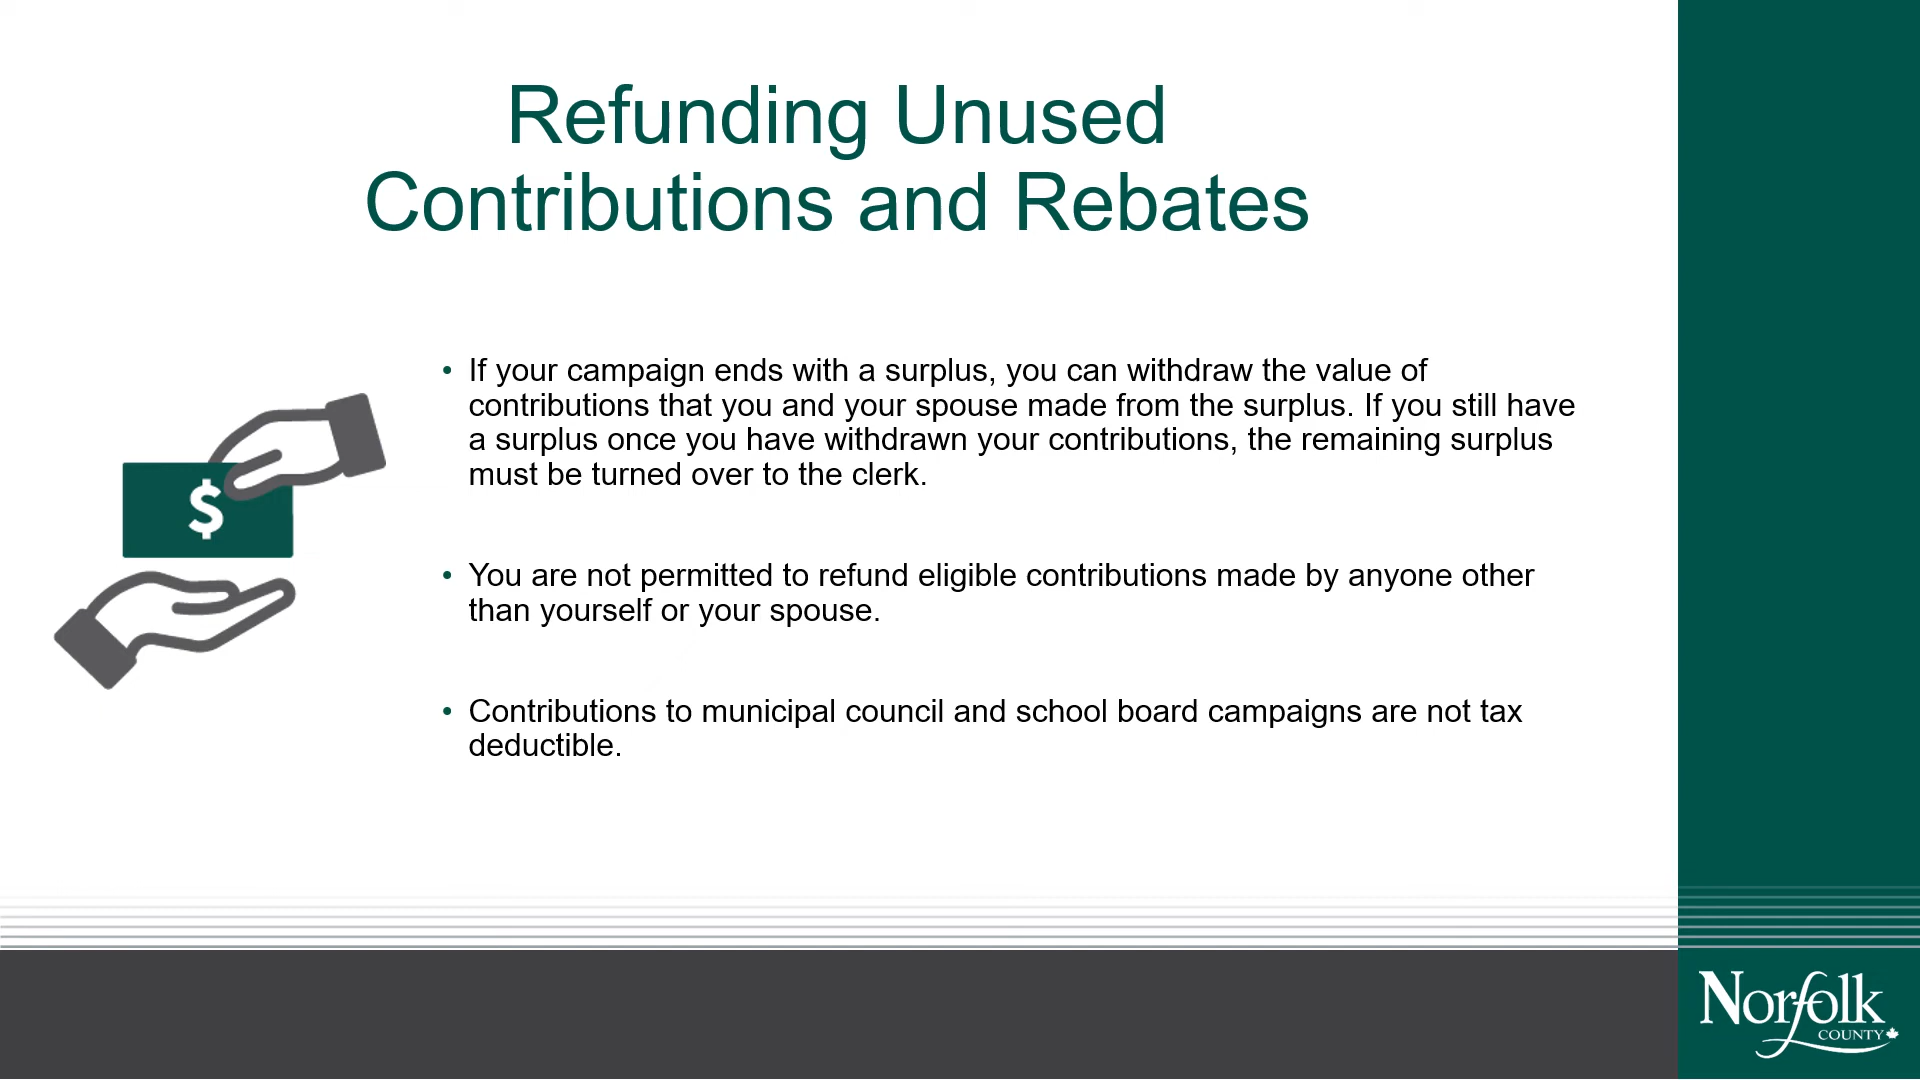 Refunding Unused
Contributions and Rebates
• If your campaign ends with a surplus, you can withdraw the value of
contributions that you and your spouse made from the surplus. If you still have
a surplus once you have withdrawn your contributions, the remaining surplus
must be turned over to the clerk.
$
• You are not permitted to refund eligible contributions made by anyone other
than yourself or your spouse.
• Contributions to municipal council and school board campaigns are not tax
deductible.
Norfolk
COUNTY